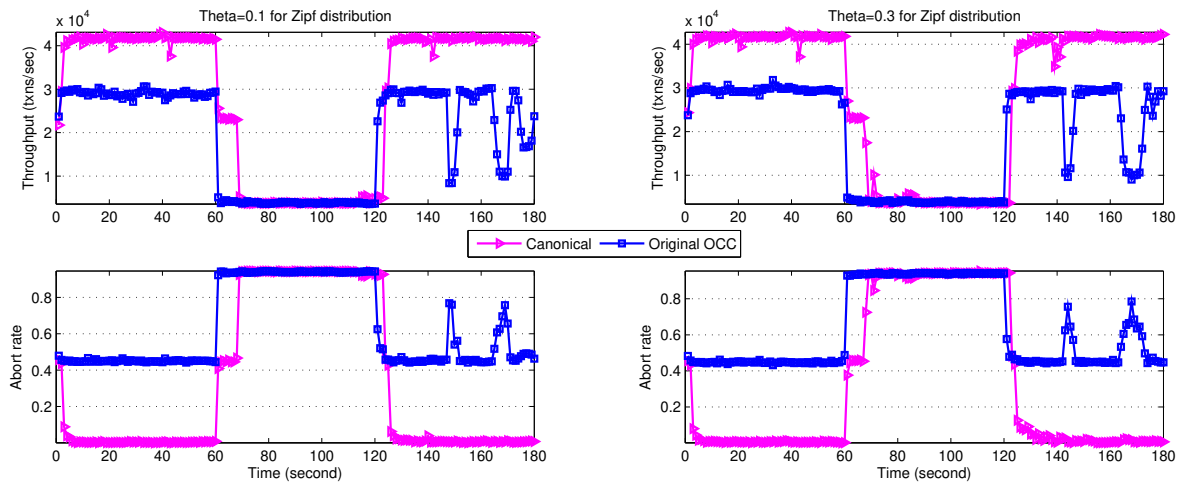 Theta=0.1 for Zipf distribution
x 10^4
Throughput (txns/sec)
4
3
2
1
0 20 40 60 80 100 120 140 160 180
Theta=0.3 for Zipf distribution
x 10^4
Throughput (txns/sec)
4
3
2
1
0 20 40 60 80 100 120 140 160 180
Canonical Original OCC
Abort rate
0.8
0.6
0.4
0.2
0 20 40 60 80 100 120 140 160 180
Time (second)
Abort rate
0.8
0.6
0.4
0.2
0 20 40 60 80 100 120 140 160 180
Time (second)